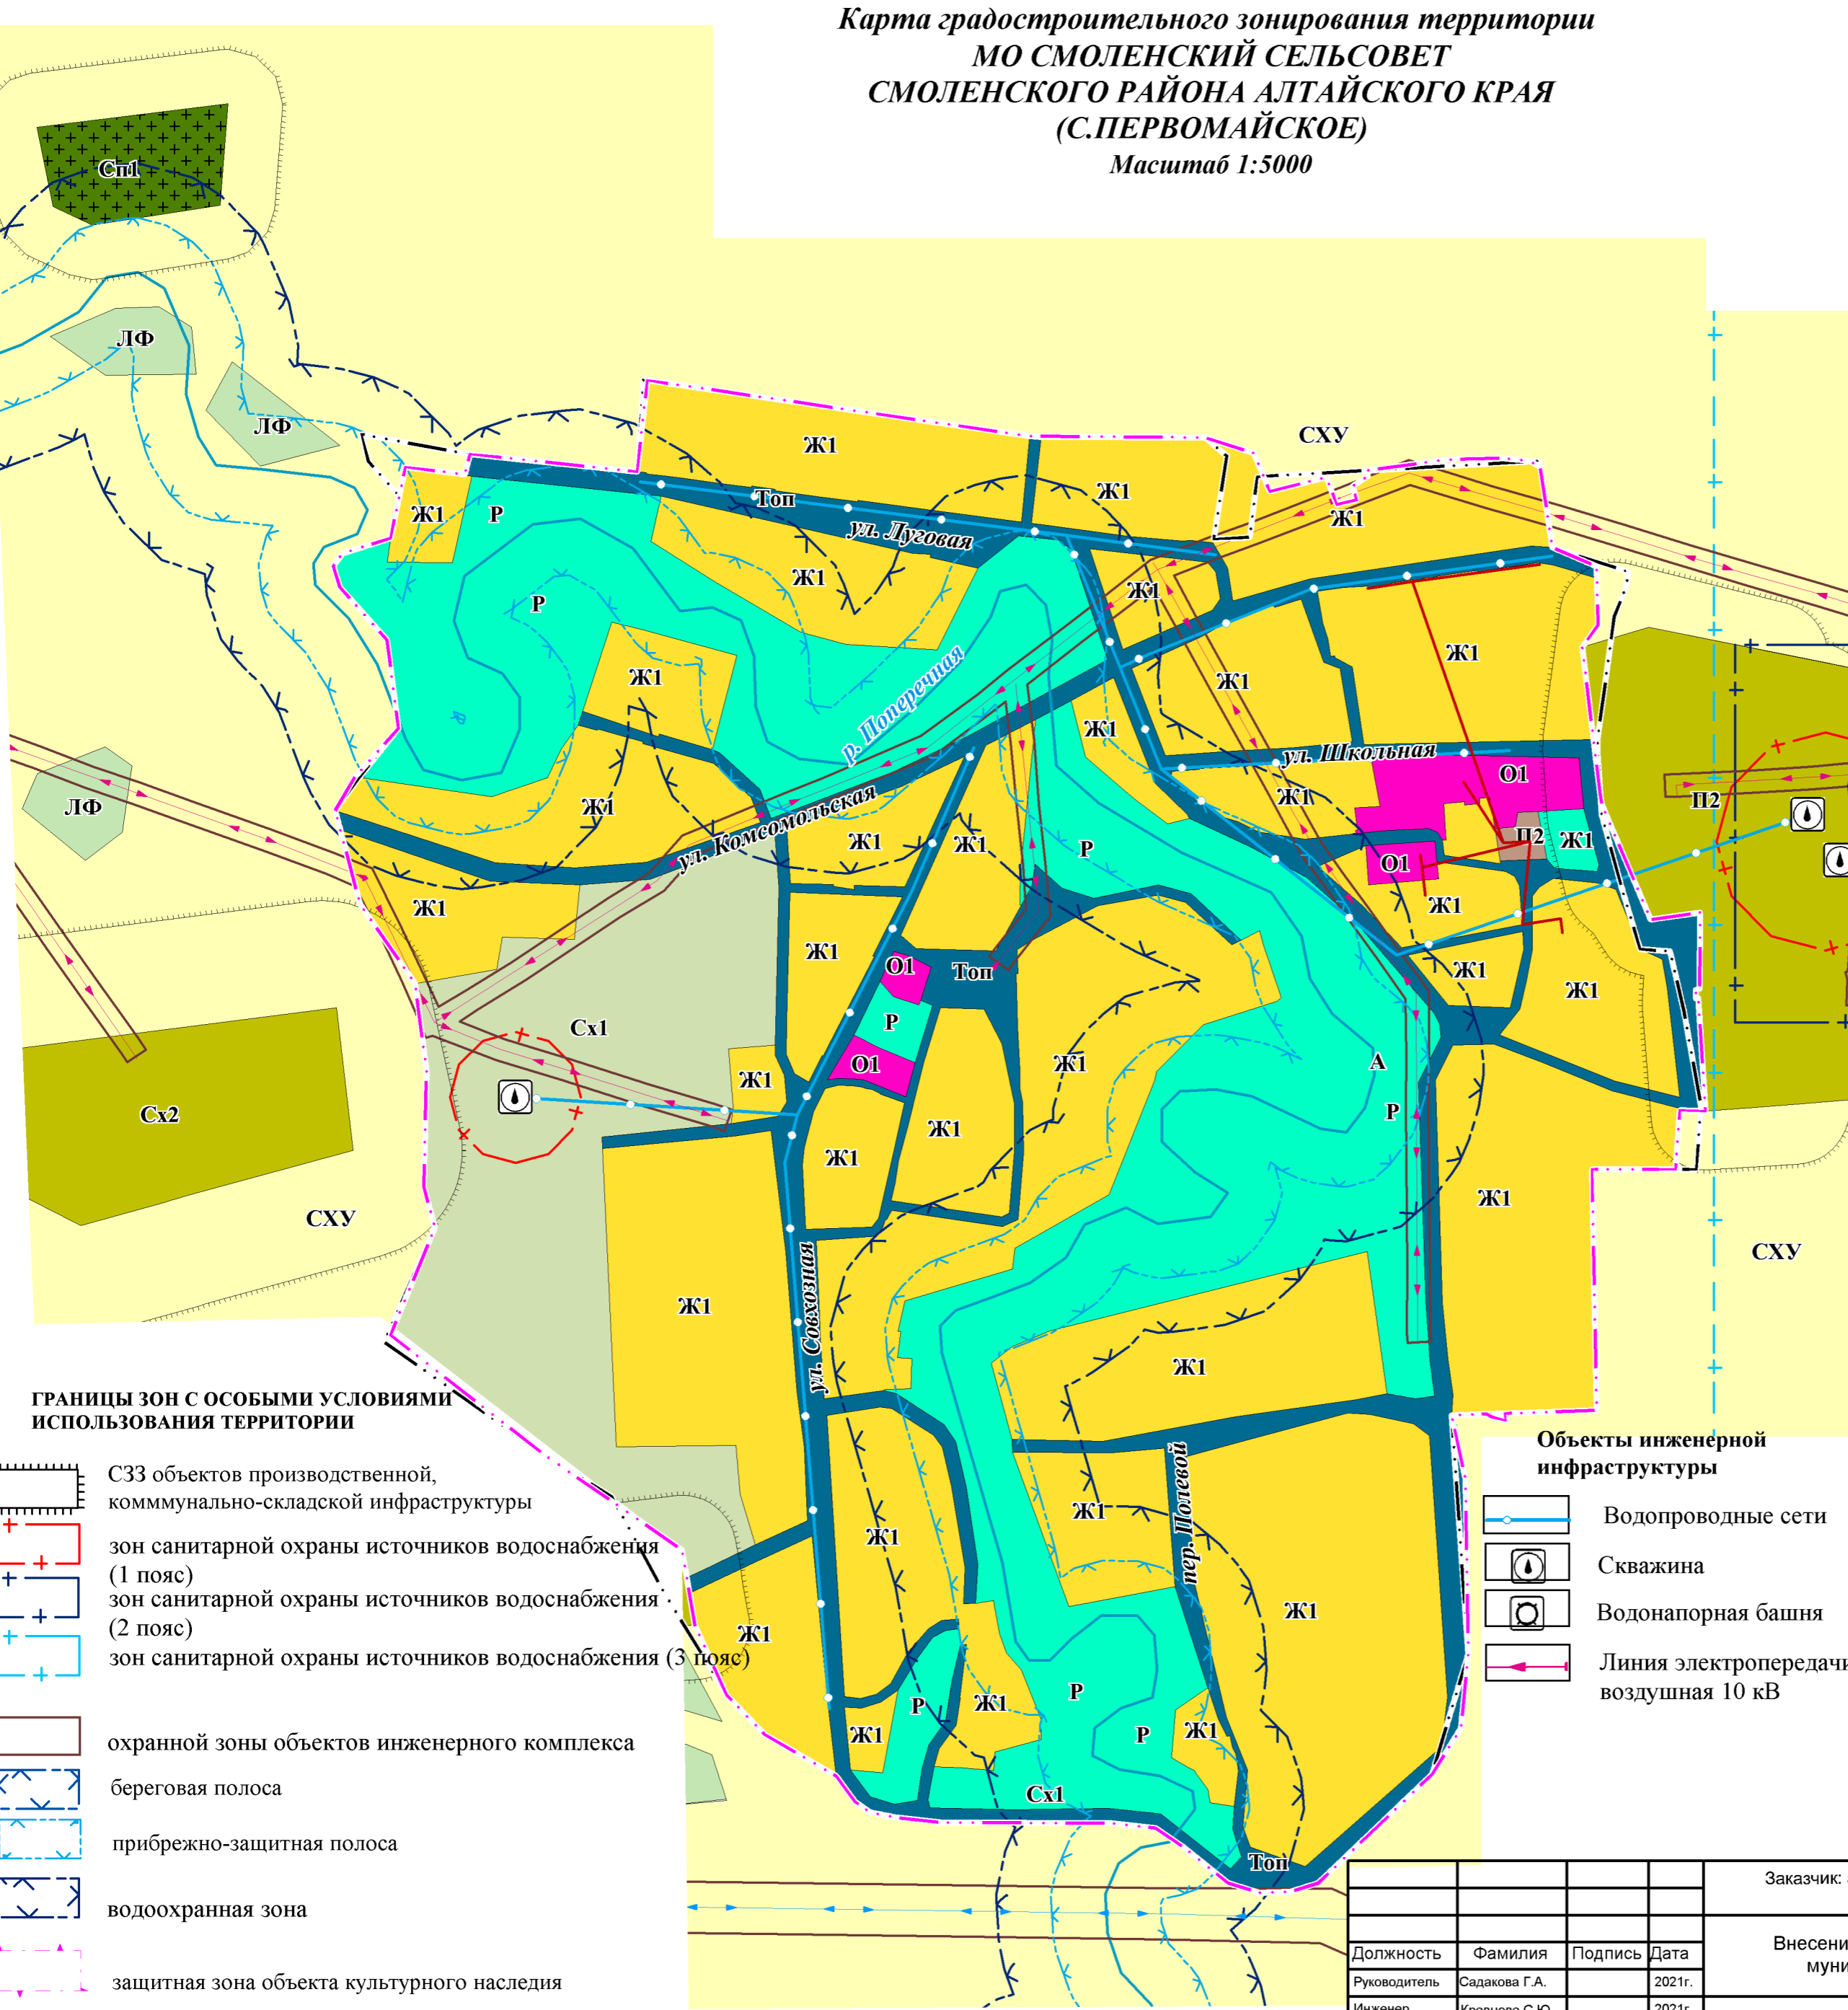 Карта градостроительного зонирования территории
МО СМОЛЕНСКИЙ СЕЛЬСОВЕТ
СМОЛЕНСКОГО РАЙОНА АЛТАЙСКОГО КРАЯ
(С.ПЕРВОМАЙСКОЕ)
Масштаб 1:5000
Сп1
ЛФ
ЛФ
СХУ
Ж1
Ж1
Топ
Ж1
Р
Ж1
ул. Луговая
Ж1
Ж1
Р
Ж1
Ж1
Ж1
р. Поперечная
Ж1
ул. Школьная
О1
Ж1
П2
ЛФ
Ж1
ул. Комсомольская
Ж1
Ж1
Р
П2
Ж1
О1
Ж1
Ж1
Ж1
О1
Топ
Ж1
Ж1
Сх1
Р
О1
Ж1
Ж1
А
Р
Сх2
Ж1
Ж1
Ж1
СХУ
СХУ
ул. Совхозная
Ж1
Ж1
Ж1
пер. Полевой
Ж1
Ж1
Ж1
Р
Ж1
Р
Ж1
Р
Ж1
Сх1
Топ
ГРАНИЦЫ ЗОН С ОСОБЫМИ УСЛОВИЯМИ
ИСПОЛЬЗОВАНИЯ ТЕРРИТОРИИ
СЗЗ объектов производственной,
комммунально-складской инфраструктуры
зон санитарной охраны источников водоснабжения
(1 пояс)
зон санитарной охраны источников водоснабжения
(2 пояс)
зон санитарной охраны источников водоснабжения (3 пояс)
охранной зоны объектов инженерного комплекса
береговая полоса
прибрежно-защитная полоса
водоохранная зона
защитная зона объекта культурного наследия
Объекты инженерной
инфраструктуры
Водопроводные сети
Скважина
Водонапорная башня
Линия электропередачи
воздушная 10 кВ
Заказчик:
Внесени
муни
Должность Фамилия Подпись Дата
Руководитель Садакова Г.А. 2021г.
Инженер Кравцова С.Ю. 2021г.